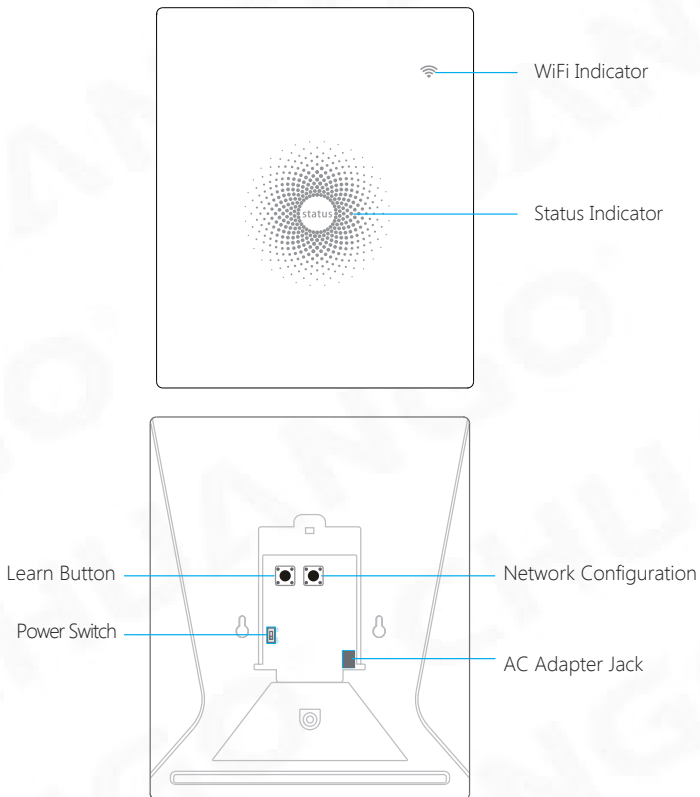 WiFi Indicator
status
Status Indicator
Learn Button
Network Configuration
Power Switch
AC Adapter Jack